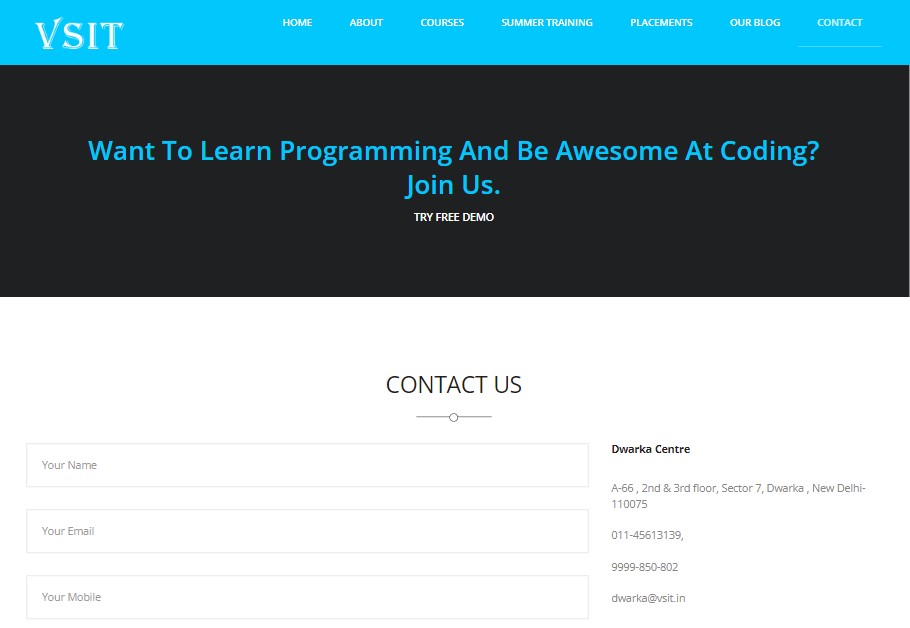 VSIT
HOME ABOUT COURSES SUMMER TRAINING PLACEMENTS OUR BLOG CONTACT
Want To Learn Programming And Be Awesome At Coding?
Join Us.
TRY FREE DEMO
CONTACT US
Your Name
Your Email
Your Mobile
Dwarka Centre
A-66 , 2nd & 3rd floor, Sector 7, Dwarka , New Delhi-
110075
011-45613139,
9999-850-802
dwarka@vsit.in